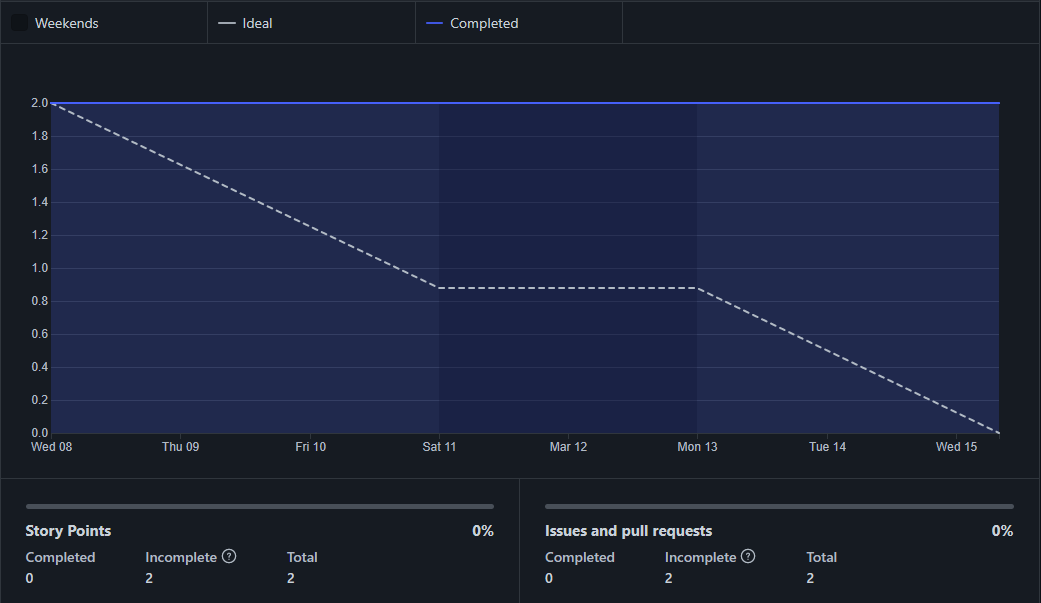 Weekends Ideal Completed
2.0
1.8
1.6
1.4
1.2
1.0
0.8
0.6
0.4
0.2
0.0
Wed 08 Thu 09 Fri 10 Sat 11 Mar 12 Mon 13 Tue 14 Wed 15
Story Points 0%
Completed Incomplete ? Total
0 2 2
Issues and pull requests 0%
Completed Incomplete ? Total
0 2 2